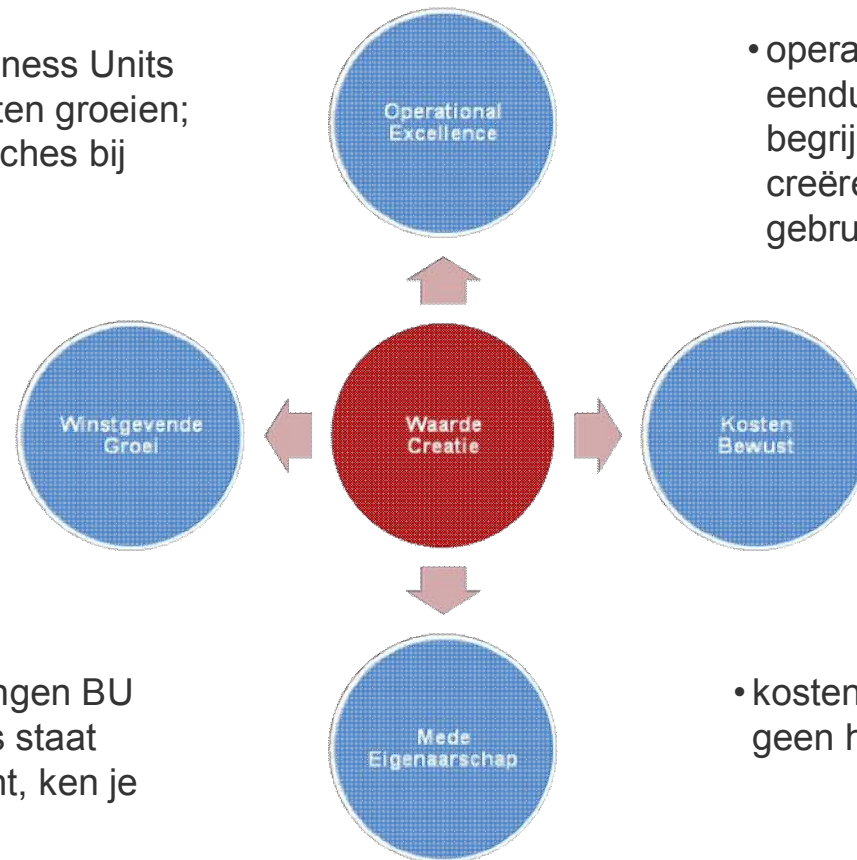 ness Units
ten groeien;
ches bij
Operational
Excellence
• opera
eendu
begrij
creëre
gebru
Winstgevende
Groei
Waarde
Creatie
Kosten
Bewust
ngen BU
s staat
nt, ken je
Mede
Eigenaarschap
• kosten
geen h